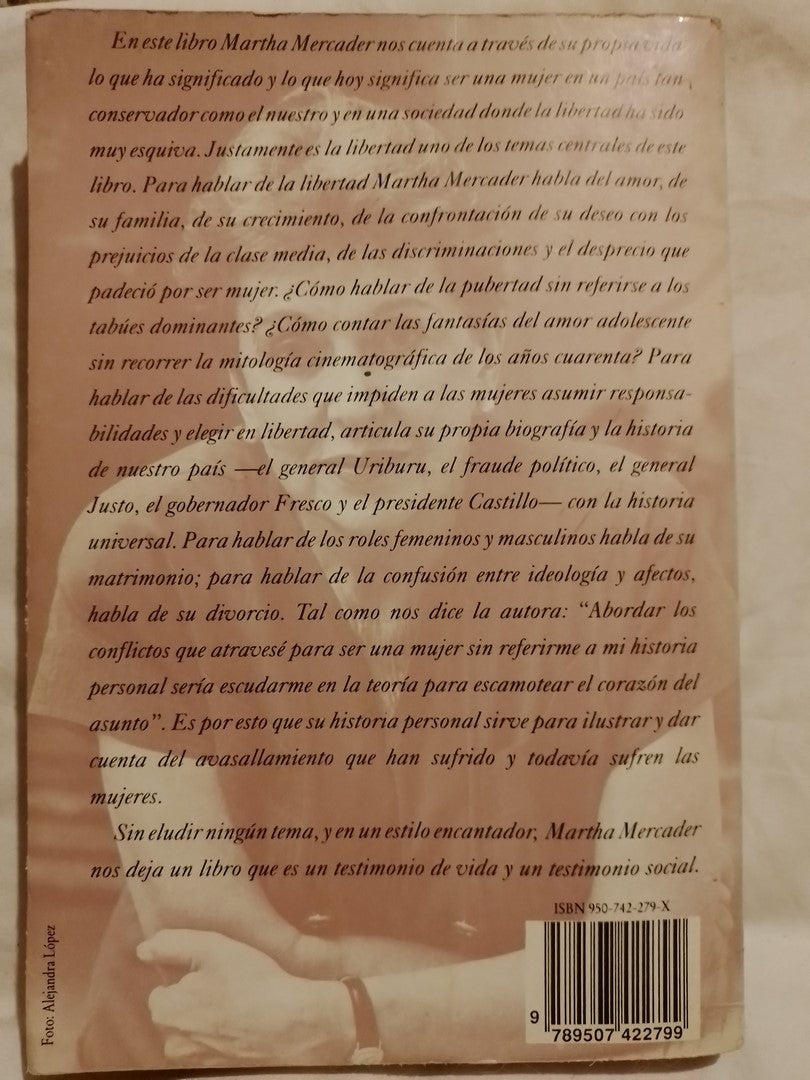 En este libro Martha Mercader nos cuenta a través de su propia vida
lo que ha significado y lo que hoy significa ser una mujer en un país tan
conservador como el nuestro y en una sociedad donde la libertad ha sido
muy esquiva. Justamente es la libertad uno de los temas centrales de este
libro. Para hablar de la libertad Martha Mercader habla del amor, de
su familia, de su crecimiento, de la confrontación de su deseo con los
prejuicios de la clase media, de las discriminaciones y el desprecio que
padeció por ser mujer. ¿Cómo hablar de la pubertad sin referirse a los
tabúes dominantes? ¿Cómo contar las fantasías del amor adolescente
sin recorrer la mitología cinematográfica de los años cuarenta? Para
hablar de las dificultades que impiden a las mujeres asumir responsa-
bilidades y elegir en libertad, articula su propia biografía y la historia
de nuestro país —el general Uriburu, el fraude político, el general
Justo, el gobernador Fresco y el presidente Castillo— con la historia
universal. Para hablar de los roles femeninos y masculinos habla de su
matrimonio; para hablar de la confusión entre ideología y afectos,
habla de su divorcio. Tal como nos dice la autora: “Abordar los
conflictos que atravesé para ser una mujer sin referirme a mi historia
personal sería escudarme en la teoría para escamotear el corazón del
asunto”. Es por esto que su historia personal sirve para ilustrar y dar
cuenta del avasallamiento que han sufrido y todavía sufren las
mujeres.
Sin eludir ningún tema, y en un estilo encantador, Martha Mercader
nos deja un libro que es un testimonio de vida y un testimonio social.
ISBN 950-742-279-X
9 789507 422799
Foto: Alejandra López